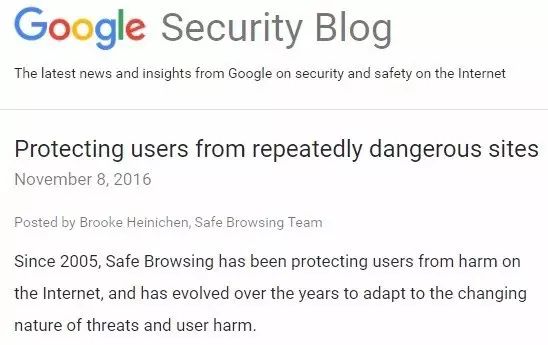 Google Security Blog
The latest news and insights from Google on security and safety on the Internet
Protecting users from repeatedly dangerous sites
November 8, 2016
Posted by Brooke Heinichen, Safe Browsing Team
Since 2005, Safe Browsing has been protecting users from harm on
the Internet, and has evolved over the years to adapt to the changing
nature of threats and user harm.